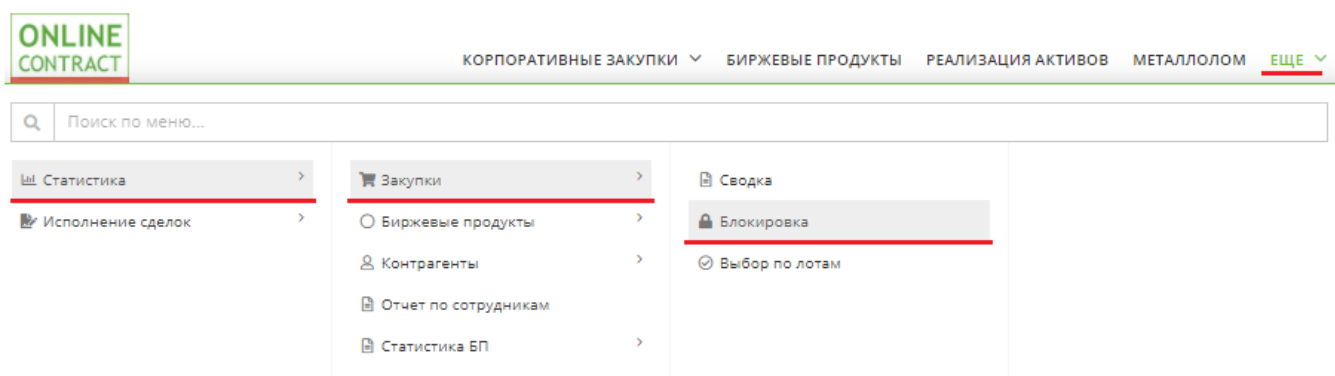 ONLINE
CONTRACT
КОРПОРАТИВНЫЕ ЗАКУПКИ БИРЖЕВЫЕ ПРОДУКТЫ РЕАЛИЗАЦИЯ АКТИВОВ МЕТАЛЛОЛОМ ЕЩЕ
Поиск по меню...
Статистика
Исполнение сделок
Закупки
Биржевые продукты
Контрагенты
Отчет по сотрудникам
Статистика БП
Сводка
Блокировка
Выбор по лотам